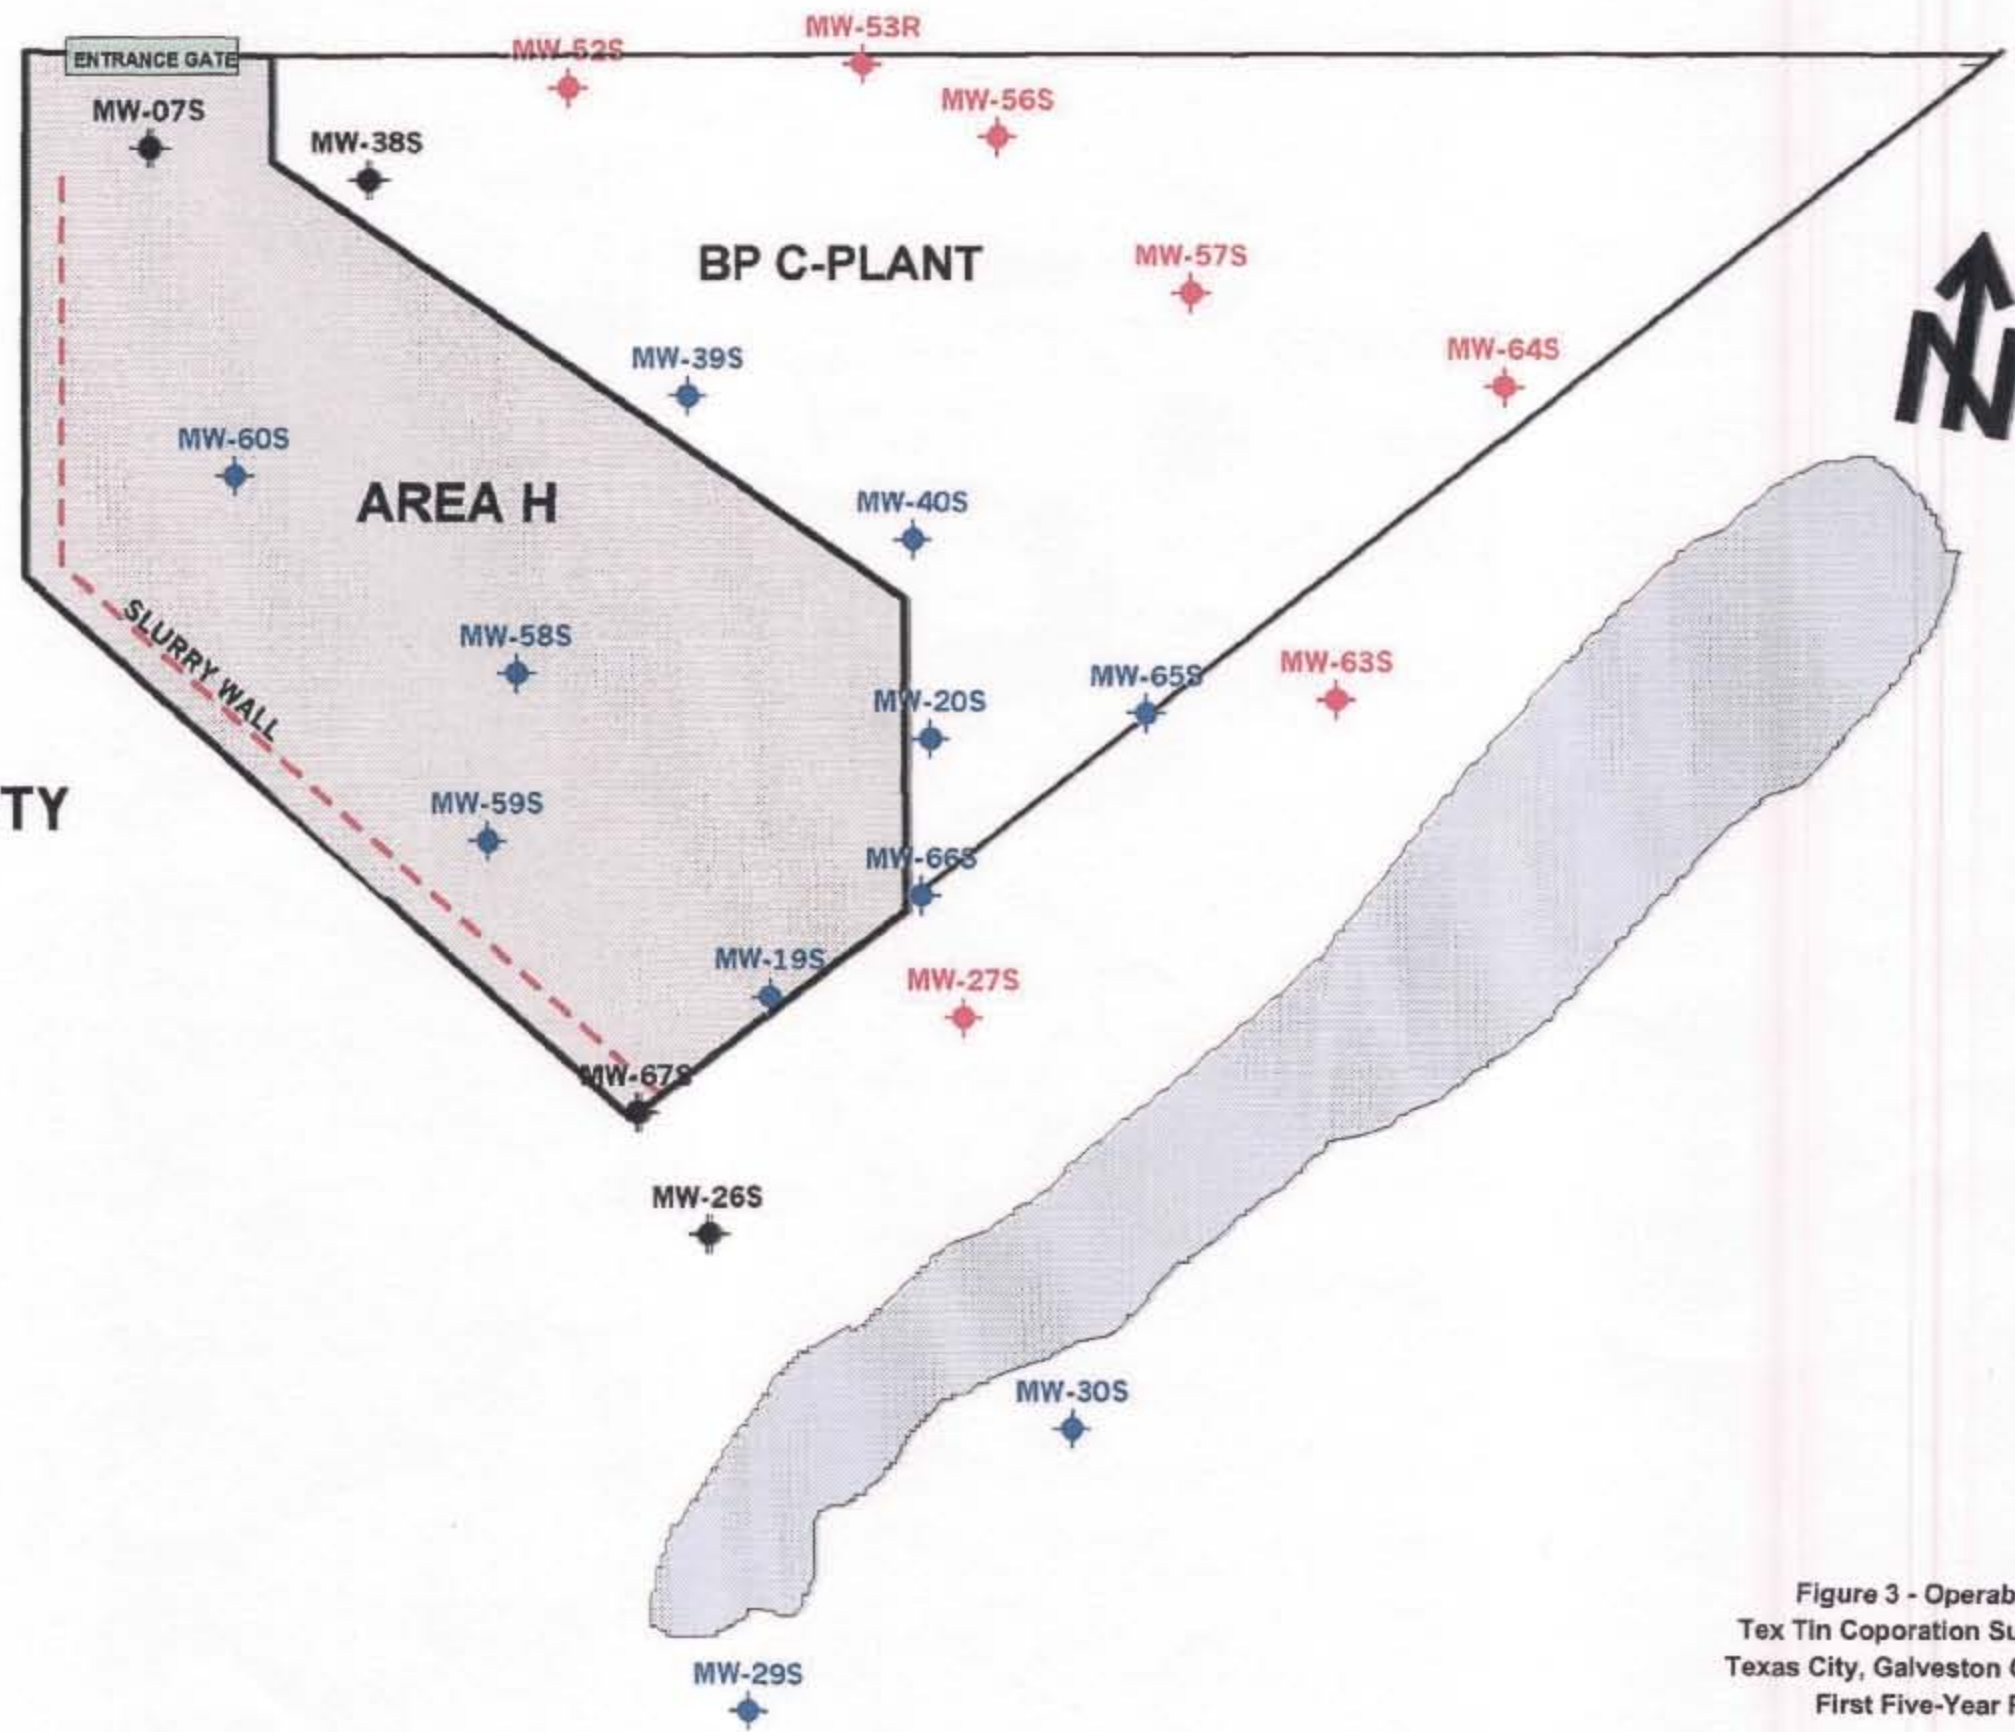 MW-53R
MW-52S
ENTRANCE GATE
MW-56S
MW-07S
MW-38S
BP C-PLANT
MW-57S
MW-64S
MW-39S
N
MW-60S
AREA H
MW-40S
SLURRY WALL
MW-58S
MW-63S
MW-65S
MW-20S
TY
MW-59S
MW-66S
MW-19S
MW-27S
MW-67S
MW-26S
MW-30S
Figure 3 - Operab
Tex Tin Coporation Su
Texas City, Galveston
First Five-Year
MW-29S